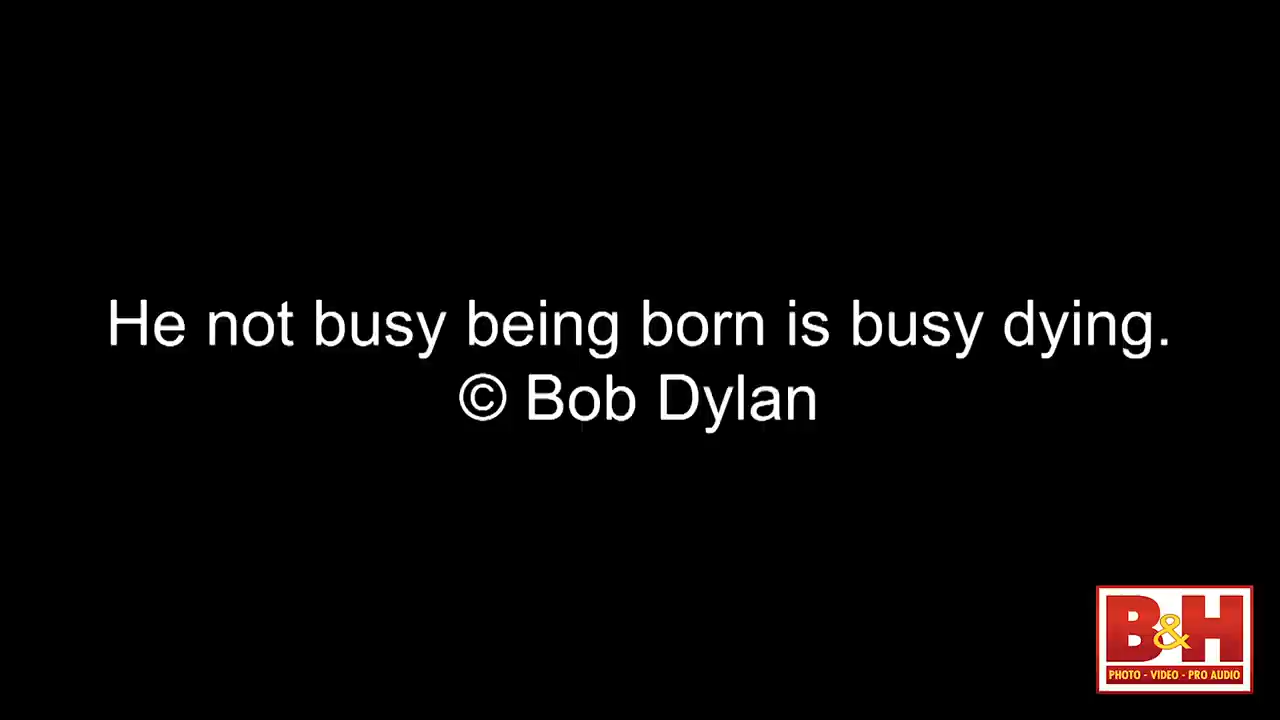 He not busy being born is busy dying.
© Bob Dylan
B&H
PHOTO - VIDEO - PRO AUDIO